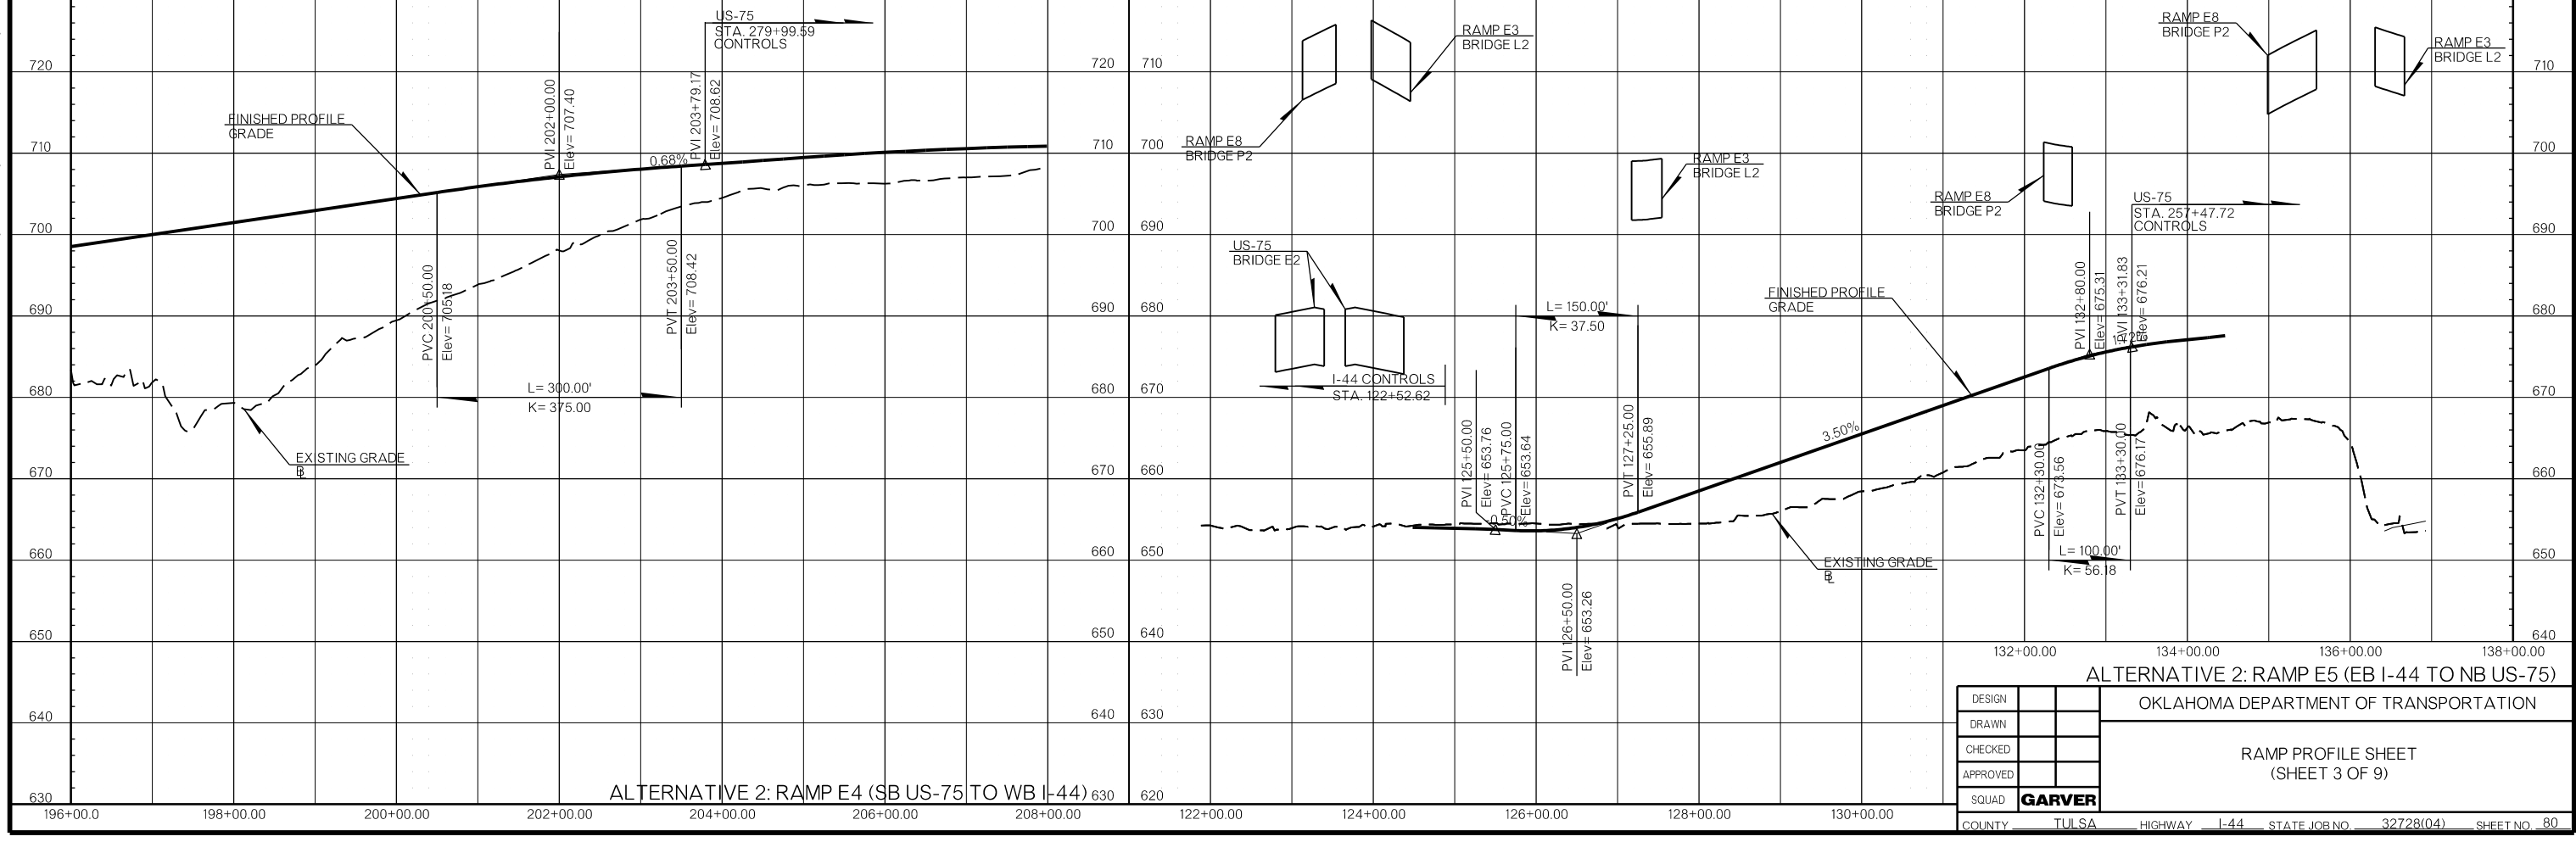 US-75
STA. 279+99.59
CONTROLS
720
720
FINISHED PROFILE
GRADE
PVI 202+00.00
Elev= 707.40
PVI 203+79.17
Elev= 708.62
0.68%
710
710
700
700
PVC 200+50.00
Elev= 705.18
PVT 203+50.00
Elev= 708.42
690
690
L= 300.00'
K= 375.00
680
680
EXISTING GRADE
670
670
660
660
650
650
640
640
630
630
ALTERNATIVE 2: RAMP E4 (SB US-75 TO WB I-44)
196+00.0
198+00.00
200+00.00
202+00.00
204+00.00
206+00.00
208+00.00
RAMP E3
BRIDGE L2
RAMP E8
BRIDGE P2
RAMP E3
BRIDGE L2
RAMP E8
BRIDGE P2
RAMP E3
BRIDGE L2
RAMP E8
BRIDGE P2
US-75
STA. 257+47.72
CONTROLS
US-75
BRIDGE E2
I-44 CONTROLS
STA. 122+52.62
710
710
700
700
690
690
680
680
670
670
660
660
650
650
640
640
630
620
L= 150.00'
K= 37.50
FINISHED PROFILE
GRADE
PVI 125+50.00
Elev= 653.76
PVC 125+75.00
Elev= 653.64
-0.50%
PVT 127+25.00
Elev= 655.89
PVI 126+50.00
Elev= 653.26
3.50%
PVI 132+80.00
Elev= 675.31
PVI 133+31.83
Elev= 676.21
PVC 132+30.00
Elev= 673.56
PVT 133+30.00
Elev= 676.17
L= 100.00'
K= 56.18
EXISTING GRADE
122+00.00
124+00.00
126+00.00
128+00.00
130+00.00
132+00.00
134+00.00
136+00.00
138+00.00
ALTERNATIVE 2: RAMP E5 (EB I-44 TO NB US-75)
DESIGN
DRAWN
CHECKED
APPROVED
SQUAD GARVER
OKLAHOMA DEPARTMENT OF TRANSPORTATION
RAMP PROFILE SHEET
(SHEET 3 OF 9)
COUNTY TULSA HIGHWAY I-44 STATE JOB NO. 32728(04) SHEET NO. 80